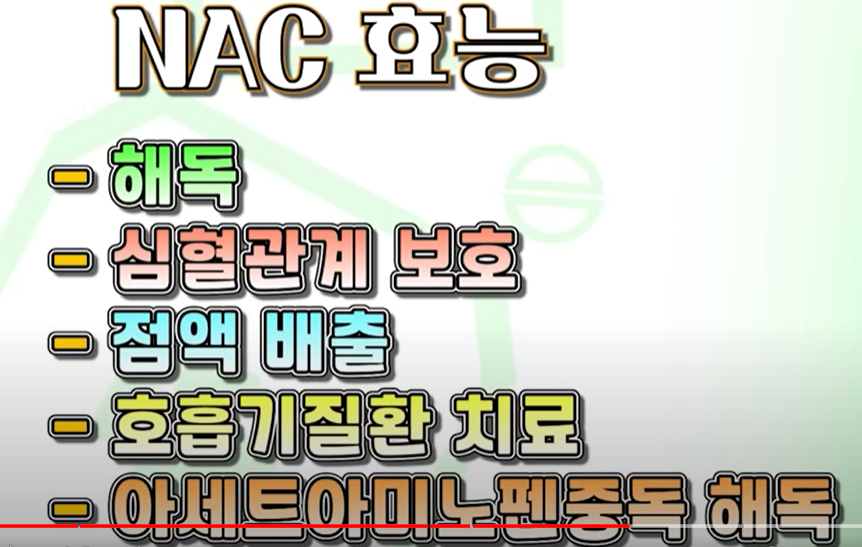 NAC 효능
- 해독
- 심혈관계 보호
- 점액 배출
- 호흡기질환 치료
- 아세트아미노펜중독 해독